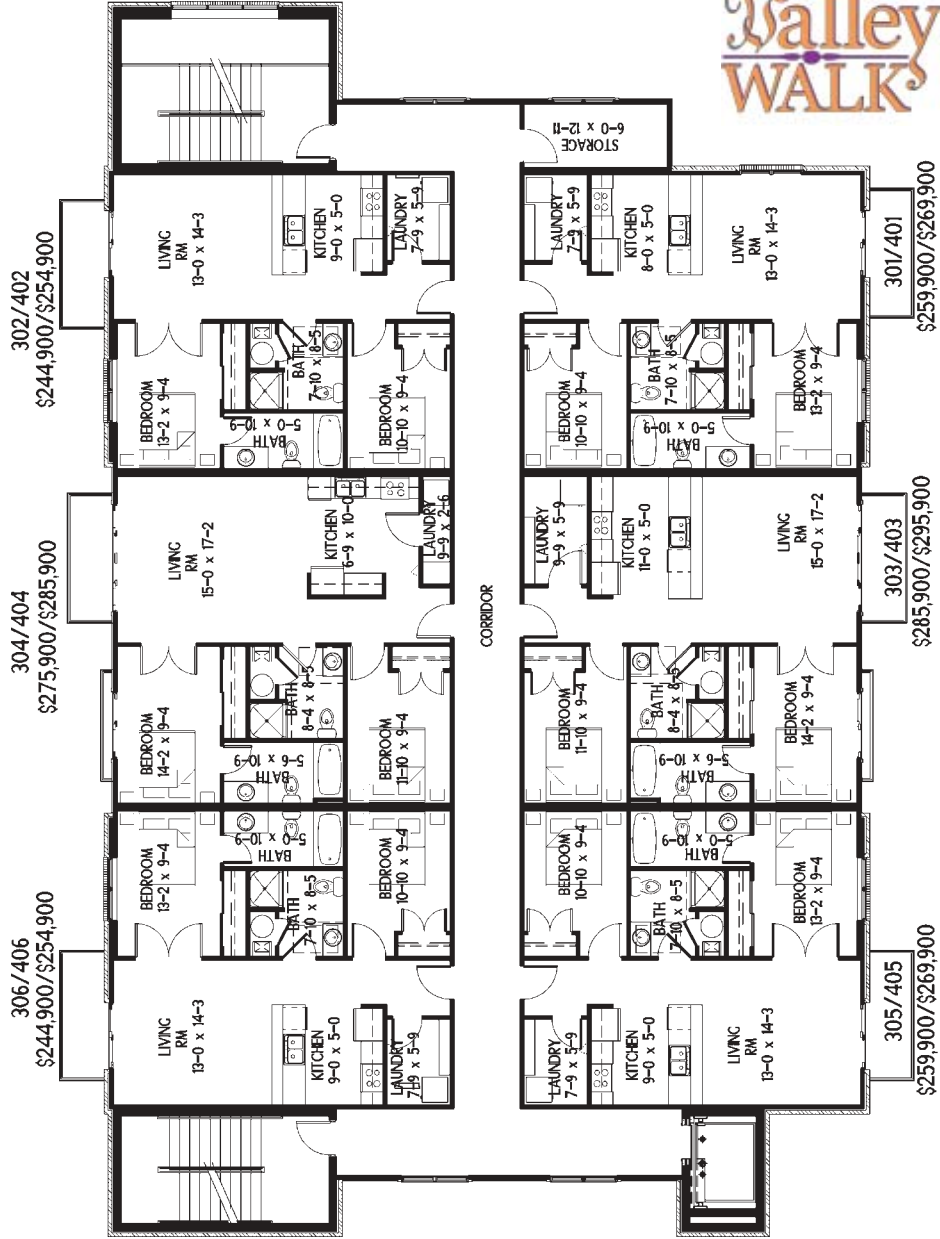 Valley
WALK
306/406
$244,900/$254,900
304/404
$275,900/$285,900
302/402
$244,900/$254,900
LIVING
RM
13-0 x 14-3
KITCHEN
9-0 x 5-0
LAUNDRY
7-9 x 5-9
BEDROOM
13-2 x 9-4
BATH
7-10 x 8-5
BATH
5-0 x 10-9
BEDROOM
10-10 x 9-4
BEDROOM
14-2 x 9-4
BATH
5-6 x 10-9
BATH
8-4 x 8-5
BEDROOM
11-10 x 9-4
LIVING
RM
15-0 x 17-2
KITCHEN
6-9 x 10-0
LAUNDRY
9-9 x 2-6
BEDROOM
13-2 x 9-4
BATH
5-0 x 10-9
BATH
7-10 x 8-5
BEDROOM
10-10 x 9-4
LIVING
RM
13-0 x 14-3
KITCHEN
9-0 x 5-0
LAUNDRY
7-9 x 5-9
CORRIDOR
STORAGE
6-0 x 12-11
LAUNDRY
7-9 x 5-9
KITCHEN
9-0 x 5-0
LIVING
RM
13-0 x 14-3
BEDROOM
10-10 x 9-4
BATH
7-10 x 8-5
BATH
5-0 x 10-9
BEDROOM
13-2 x 9-4
BEDROOM
11-10 x 9-4
BATH
5-6 x 10-9
BATH
8-4 x 8-5
BEDROOM
14-2 x 9-4
LAUNDRY
9-9 x 5-9
KITCHEN
11-0 x 5-0
LIVING
RM
15-0 x 17-2
BEDROOM
10-10 x 9-4
BATH
5-0 x 10-9
BATH
7-10 x 8-5
BEDROOM
13-2 x 9-4
LAUNDRY
7-9 x 5-9
KITCHEN
8-0 x 5-0
LIVING
RM
13-0 x 14-3
305/405
$259,900/$269,900
303/403
$285,900/$295,900
301/401
$259,900/$269,900